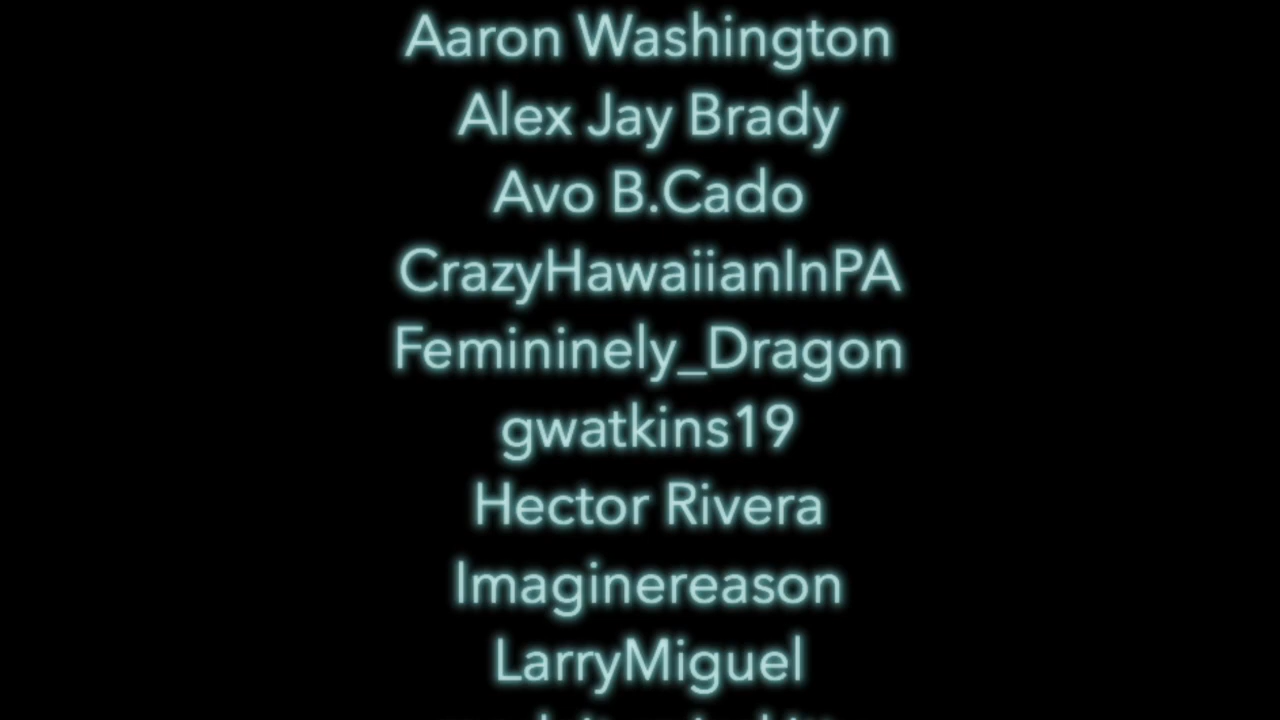 Aaron Washington
Alex Jay Brady
Avo B.Cado
CrazyHawaiianInPA
Femininely_Dragon
gwatkins19
Hector Rivera
Imaginereason
LarryMiguel